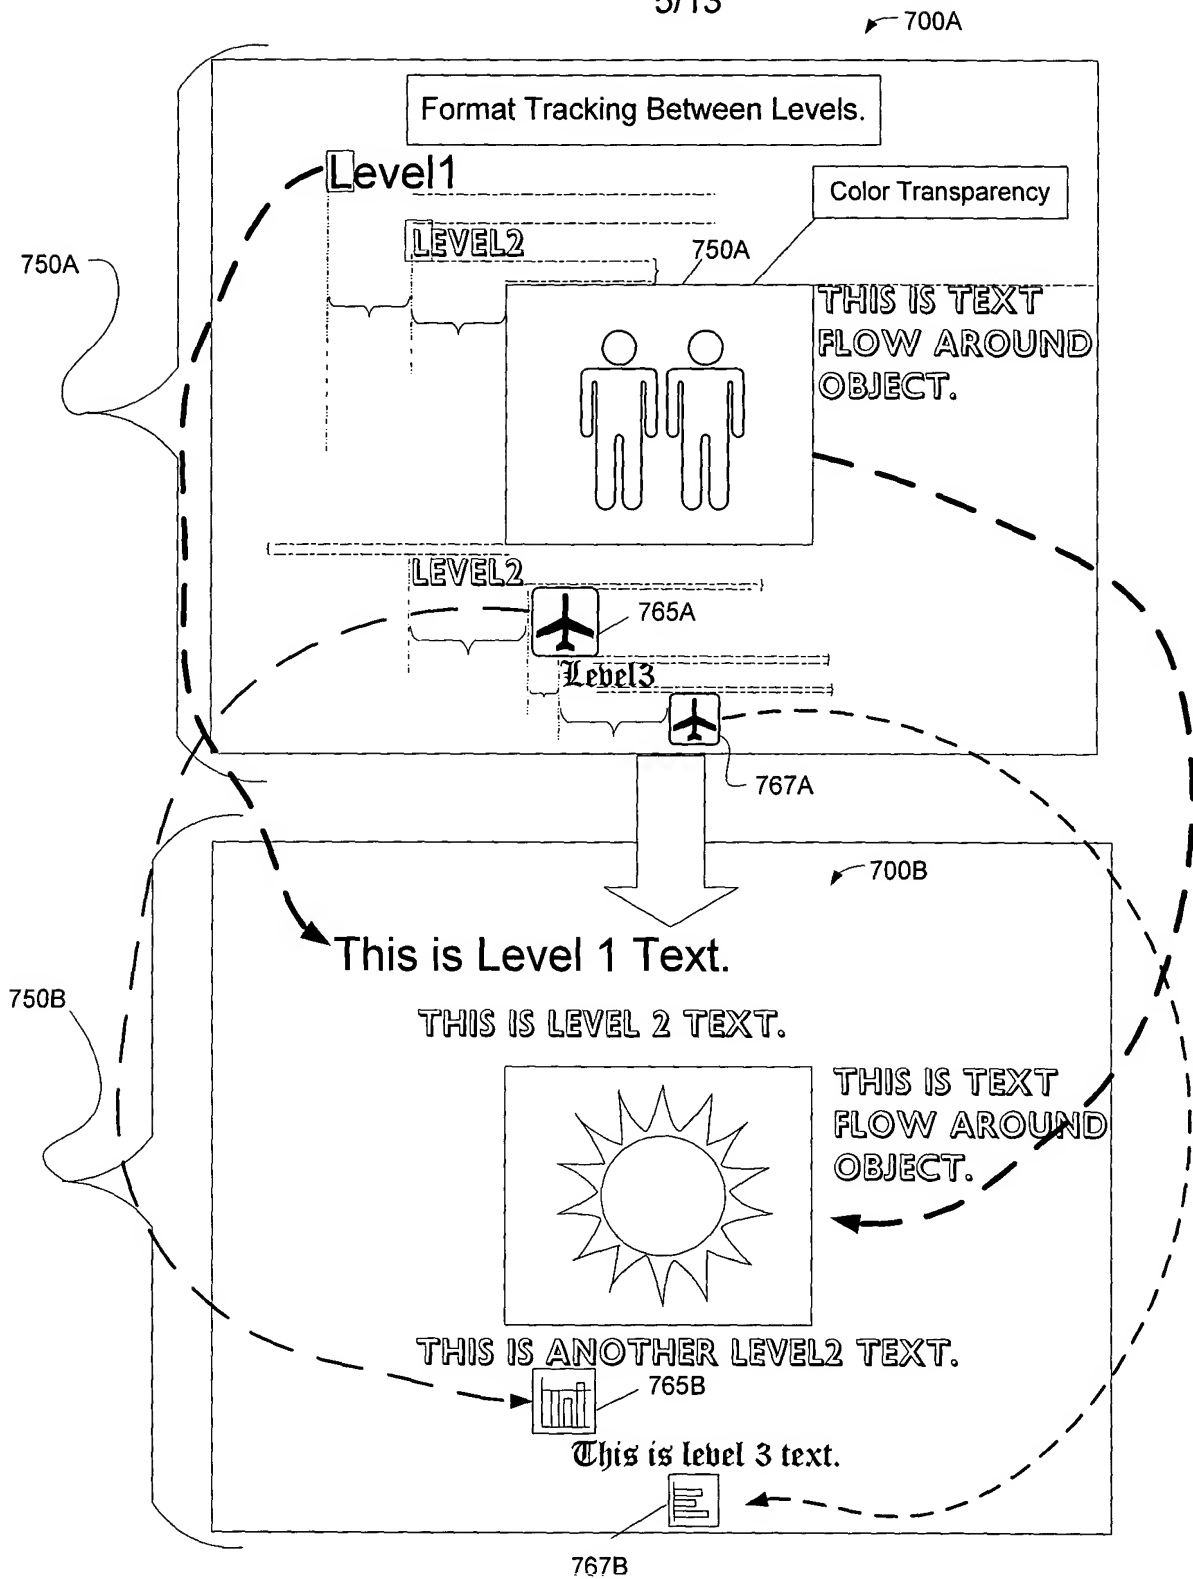 5/13
700A
Format Tracking Between Levels.
Level1
Color Transparency
LEVEL2
750A
750A
THIS IS TEXT
FLOW AROUND
OBJECT.
LEVEL2
765A
Level3
767A
700B
This is Level 1 Text.
750B
THIS IS LEVEL 2 TEXT.
THIS IS TEXT
FLOW AROUND
OBJECT.
THIS IS ANOTHER LEVEL2 TEXT.
765B
This is level 3 text.
767B